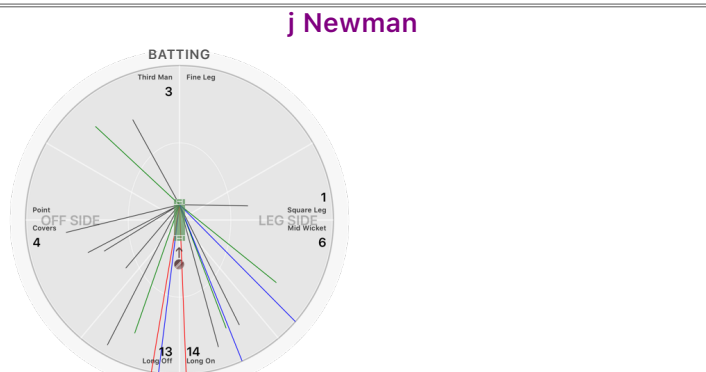 j Newman
BATTING
Third Man Fine Leg
3
1
Point Square Leg
OFF SIDE LEG SIDE
Covers Mid Wicket
4 6
13 14
Long Off Long On